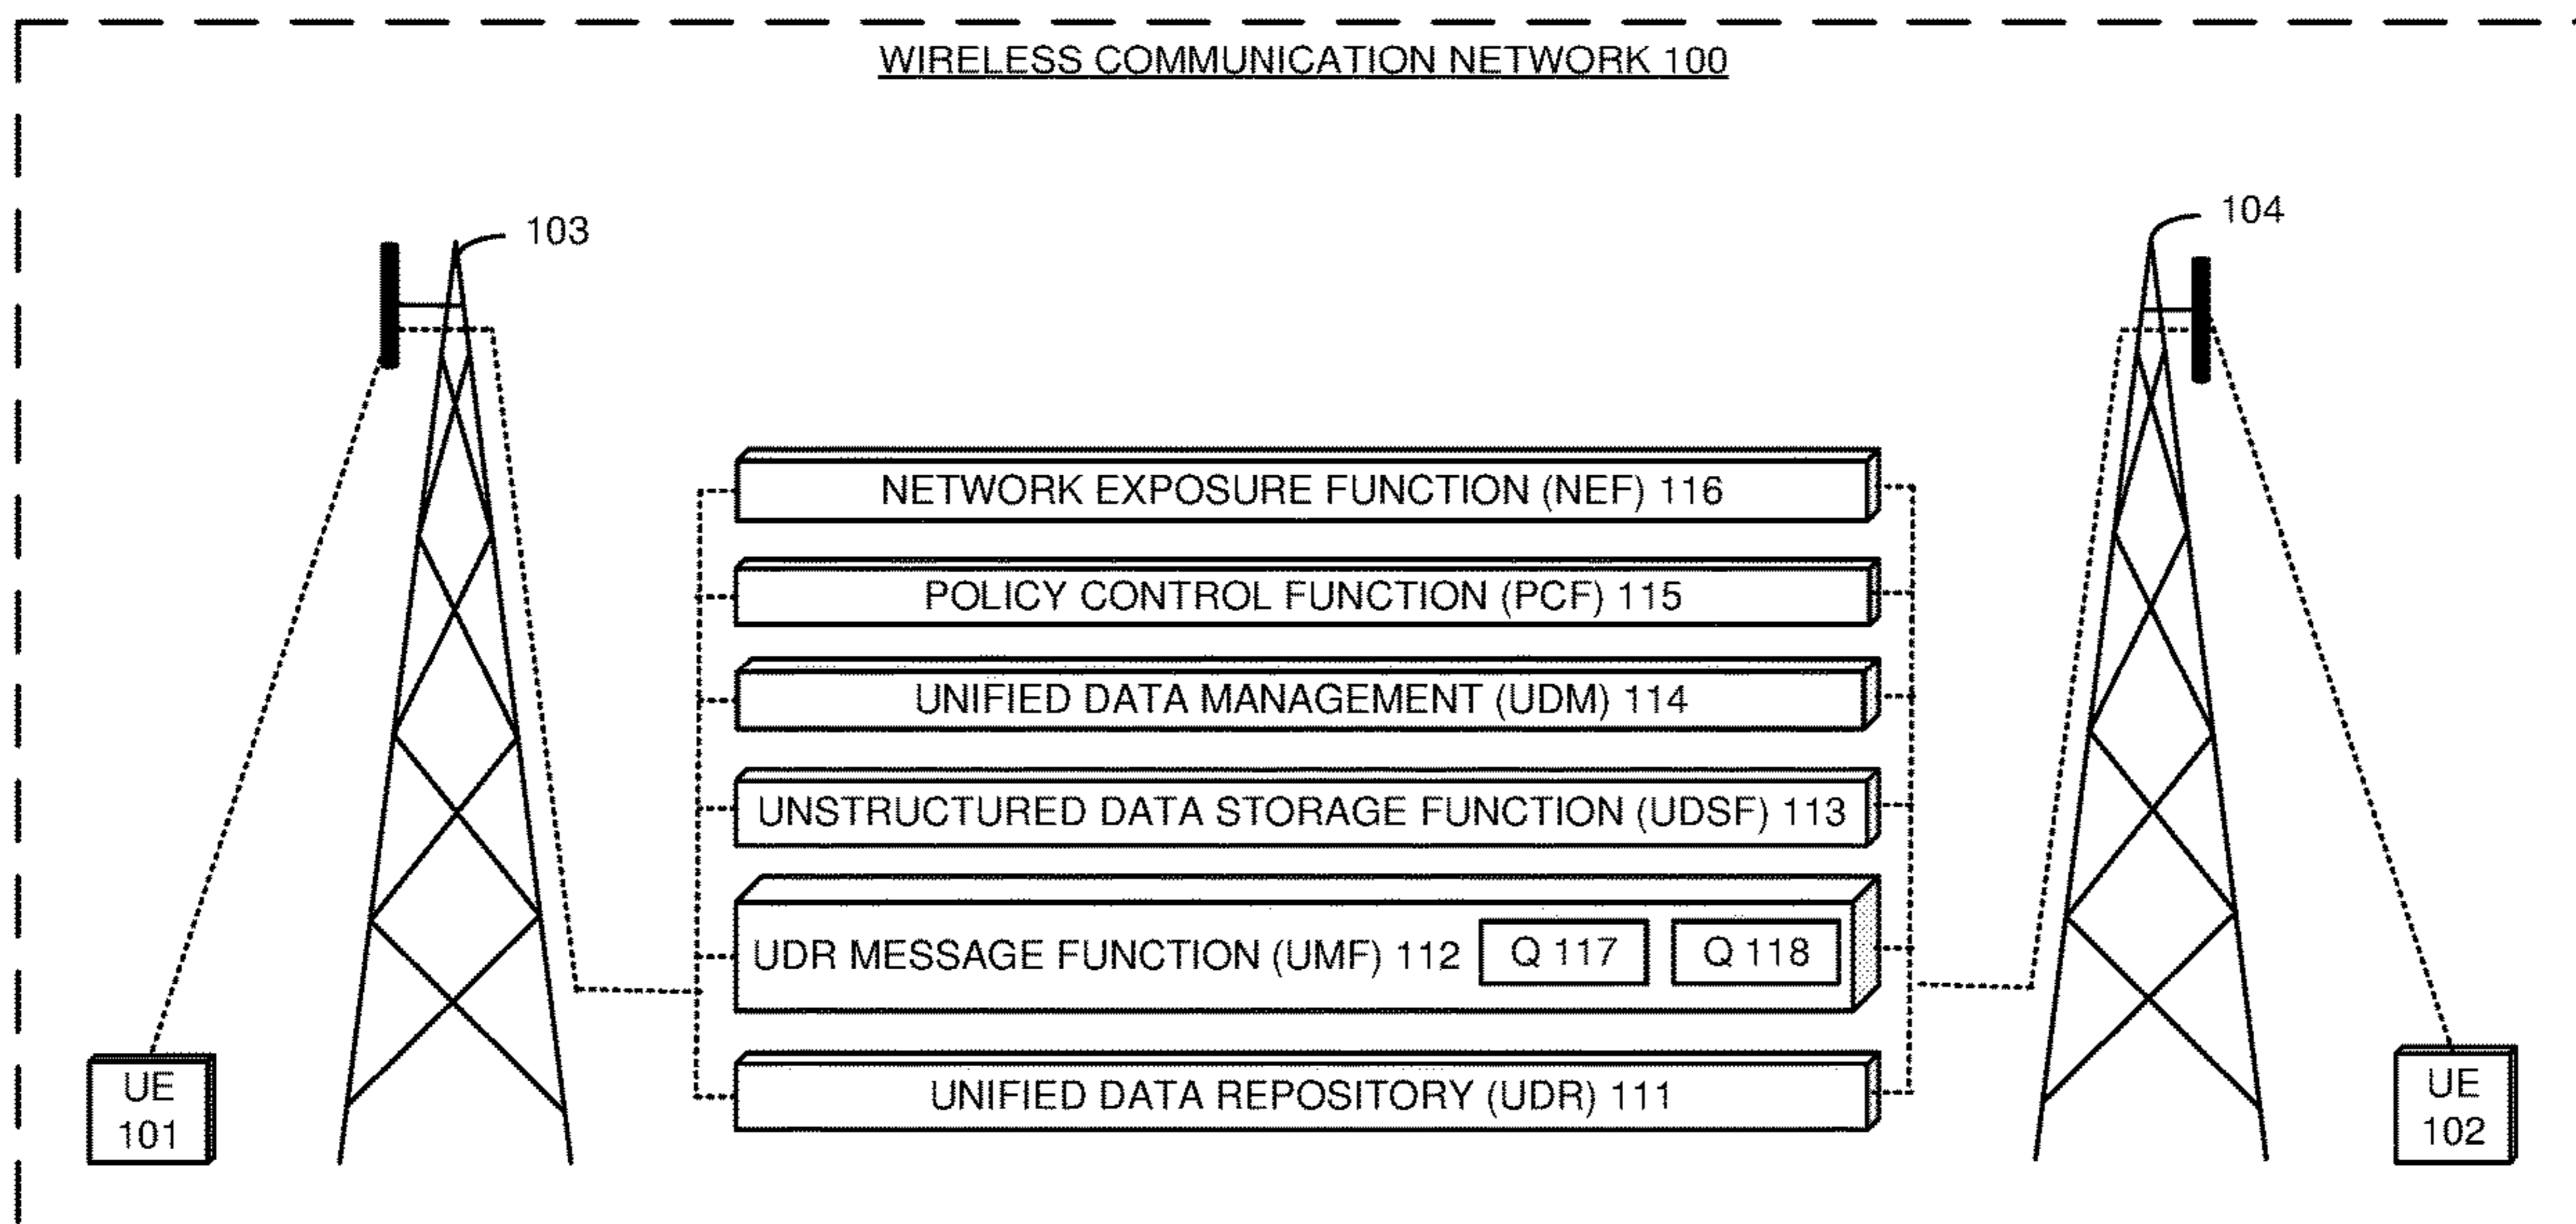 WIRELESS COMMUNICATION NETWORK 100
103
104
NETWORK EXPOSURE FUNCTION (NEF) 116
POLICY CONTROL FUNCTION (PCF) 115
UNIFIED DATA MANAGEMENT (UDM) 114
UNSTRUCTURED DATA STORAGE FUNCTION (UDSF) 113
UDR MESSAGE FUNCTION (UMF) 112
Q 117
Q 118
UNIFIED DATA REPOSITORY (UDR) 111
UE
101
UE
102